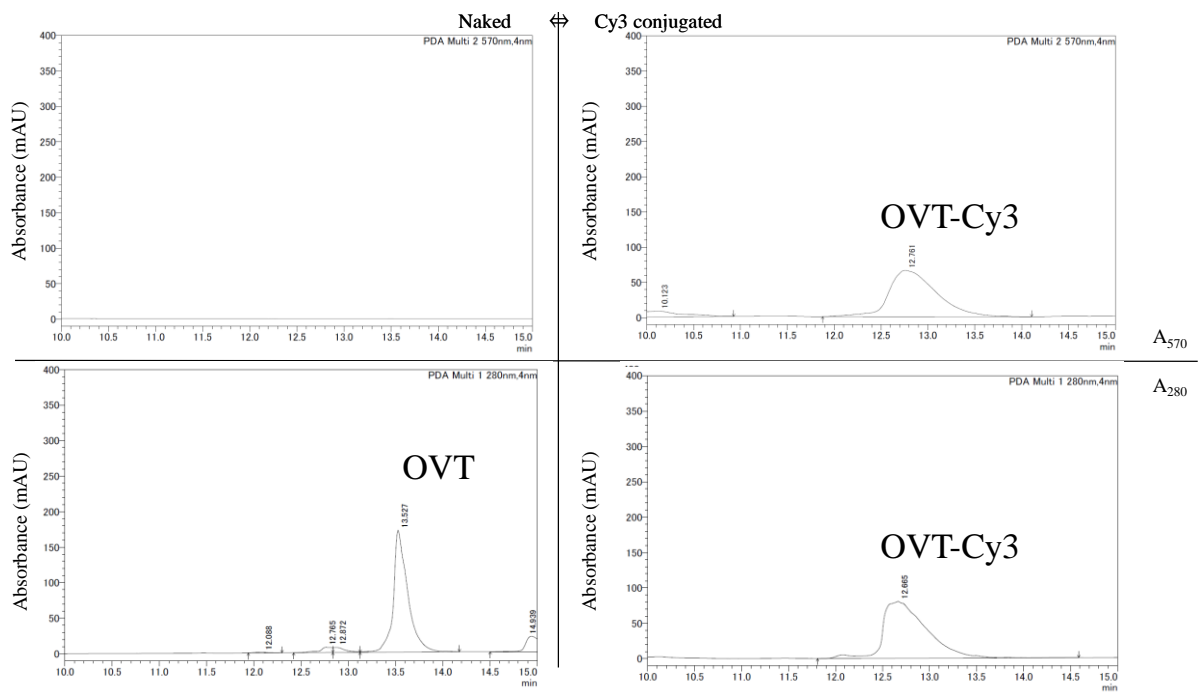 Naked ⇔ Cy3 conjugated
PDA Multi 2 570nm,4nm
Absorbance (mAU)
400
350
300
250
200
150
100
50
0
10.0 10.5 11.0 11.5 12.0 12.5 13.0 13.5 14.0 14.5 15.0
min
PDA Multi 2 570nm,4nm
Absorbance (mAU)
400
350
300
250
200
150
100
50
0
OVT-Cy3
10.123
12.761
10.0 10.5 11.0 11.5 12.0 12.5 13.0 13.5 14.0 14.5 15.0
min
A570
PDA Multi 1 280nm,4nm
Absorbance (mAU)
400
350
300
250
200
150
100
50
0
OVT
12.088
12.765
12.872
13.527
14.939
10.0 10.5 11.0 11.5 12.0 12.5 13.0 13.5 14.0 14.5 15.0
min
A280
PDA Multi 1 280nm,4nm
Absorbance (mAU)
400
350
300
250
200
150
100
50
0
OVT-Cy3
12.665
10.0 10.5 11.0 11.5 12.0 12.5 13.0 13.5 14.0 14.5 15.0
min